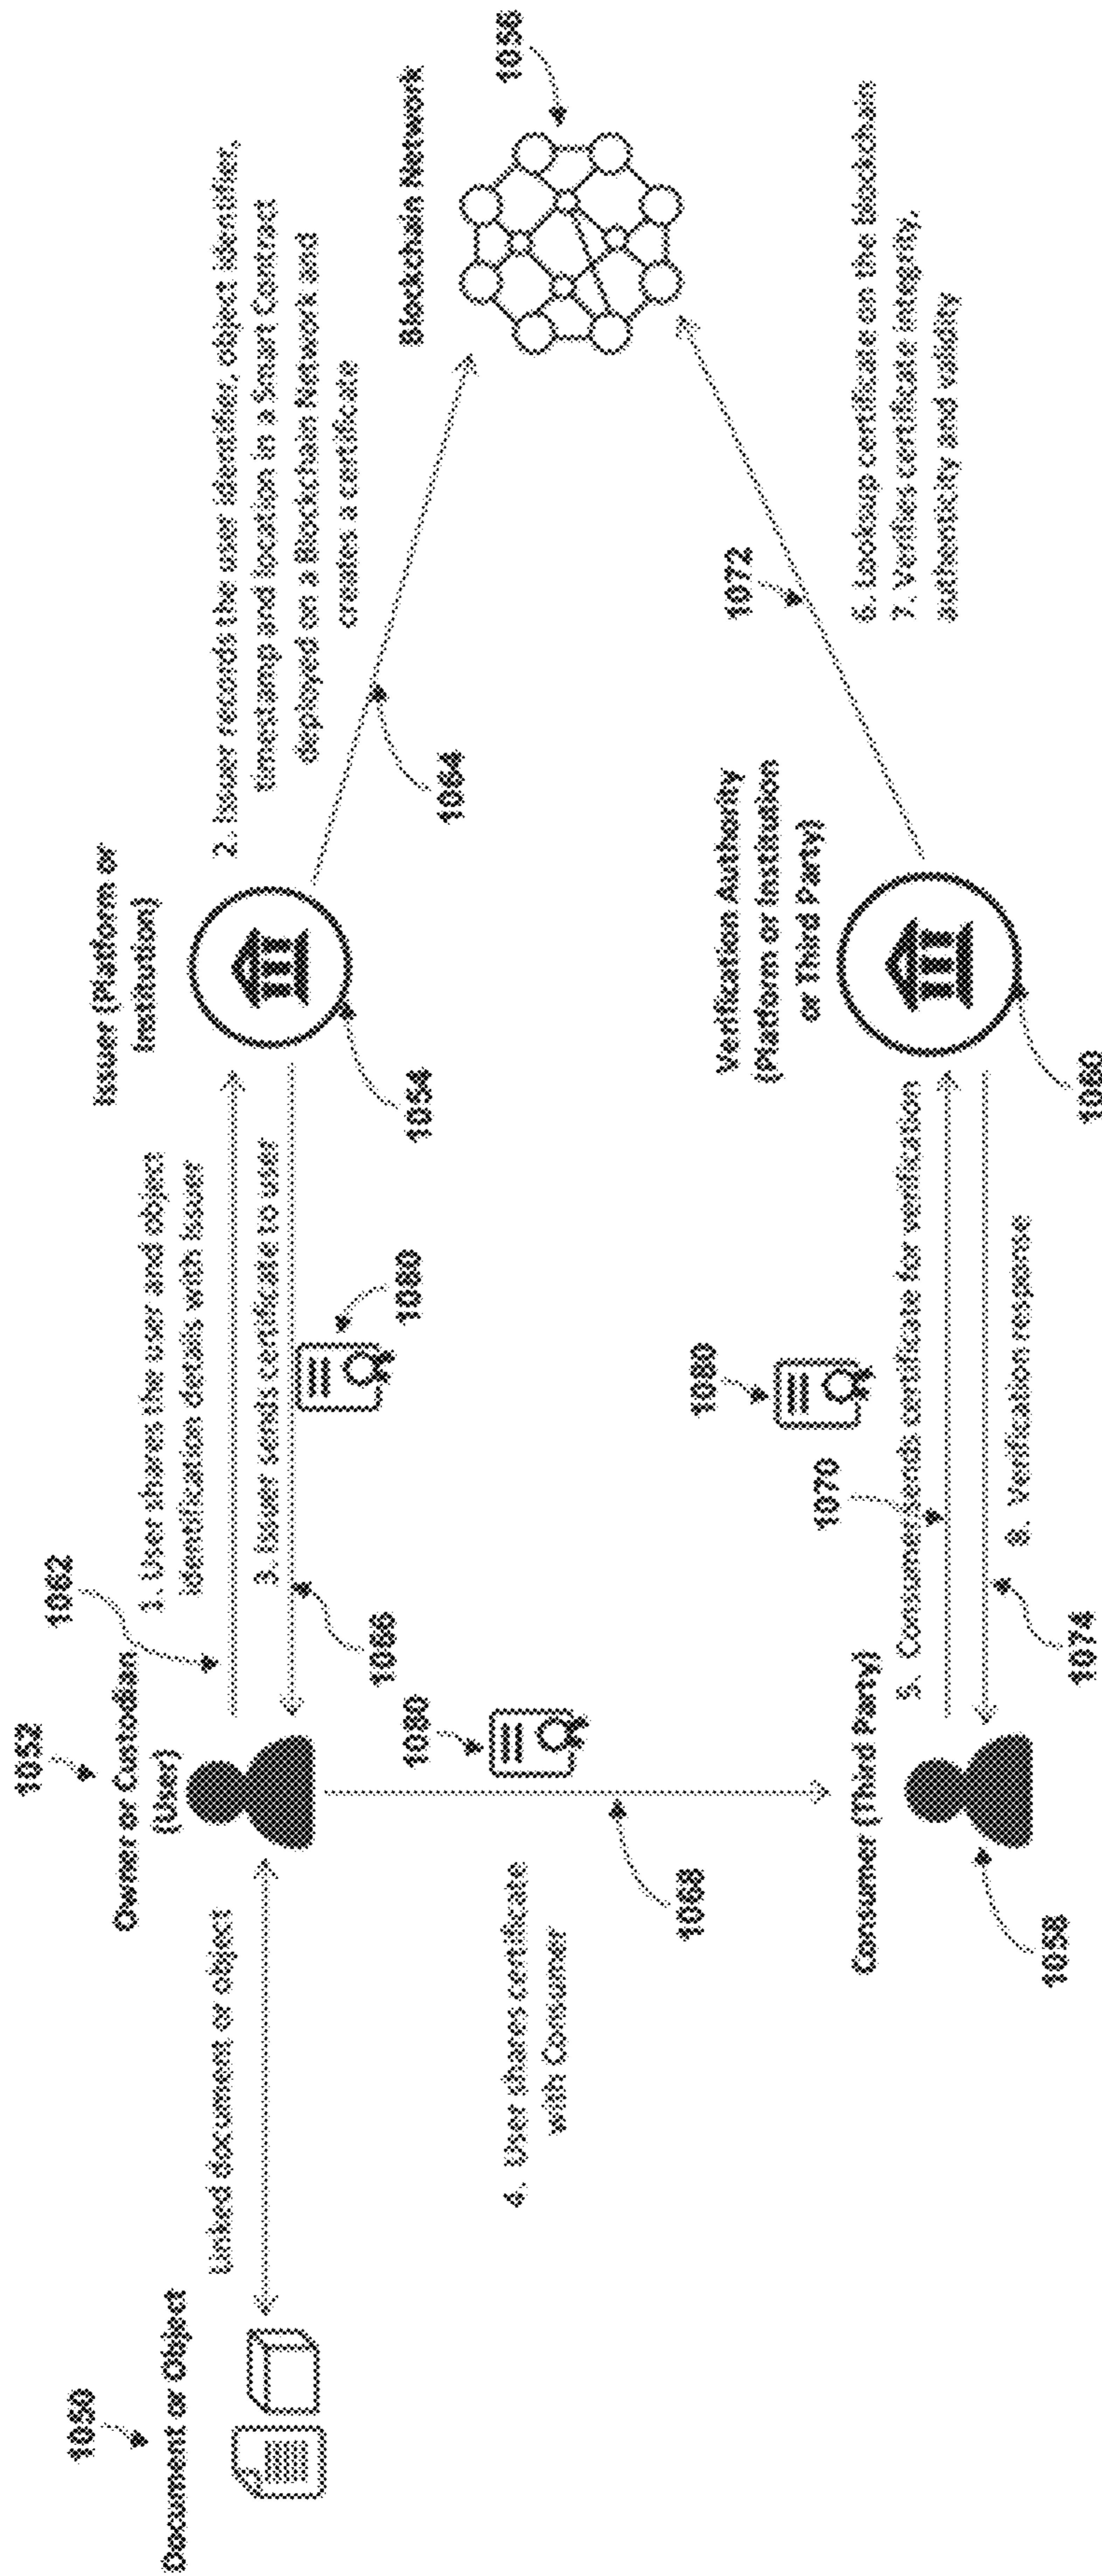 1050
Document or Object
Linked document or object
1052
Owner or Custodian
(User)
1062
1. User shares the user and object
identification details with issuer
3. Issuer sends certificate to user
1066
1080
Issuer (Platform or
Institution)
1054
2. Issuer records the user identifier, object identifier,
timestamp and location in a Smart Contract
deployed on a Blockchain Network and
creates a certificate
1064
Blockchain Network
1056
4. User shares certificate
with Consumer
1068
1080
Consumer (Third Party)
1058
5. Consumer sends certificate for verification
1070
1080
8. Verification response
1074
Verification Authority
(Platform or Institution
or Third Party)
1060
1072
6. Lookup certificate on the Blockchain
7. Verifies certificate integrity,
authenticity and validity